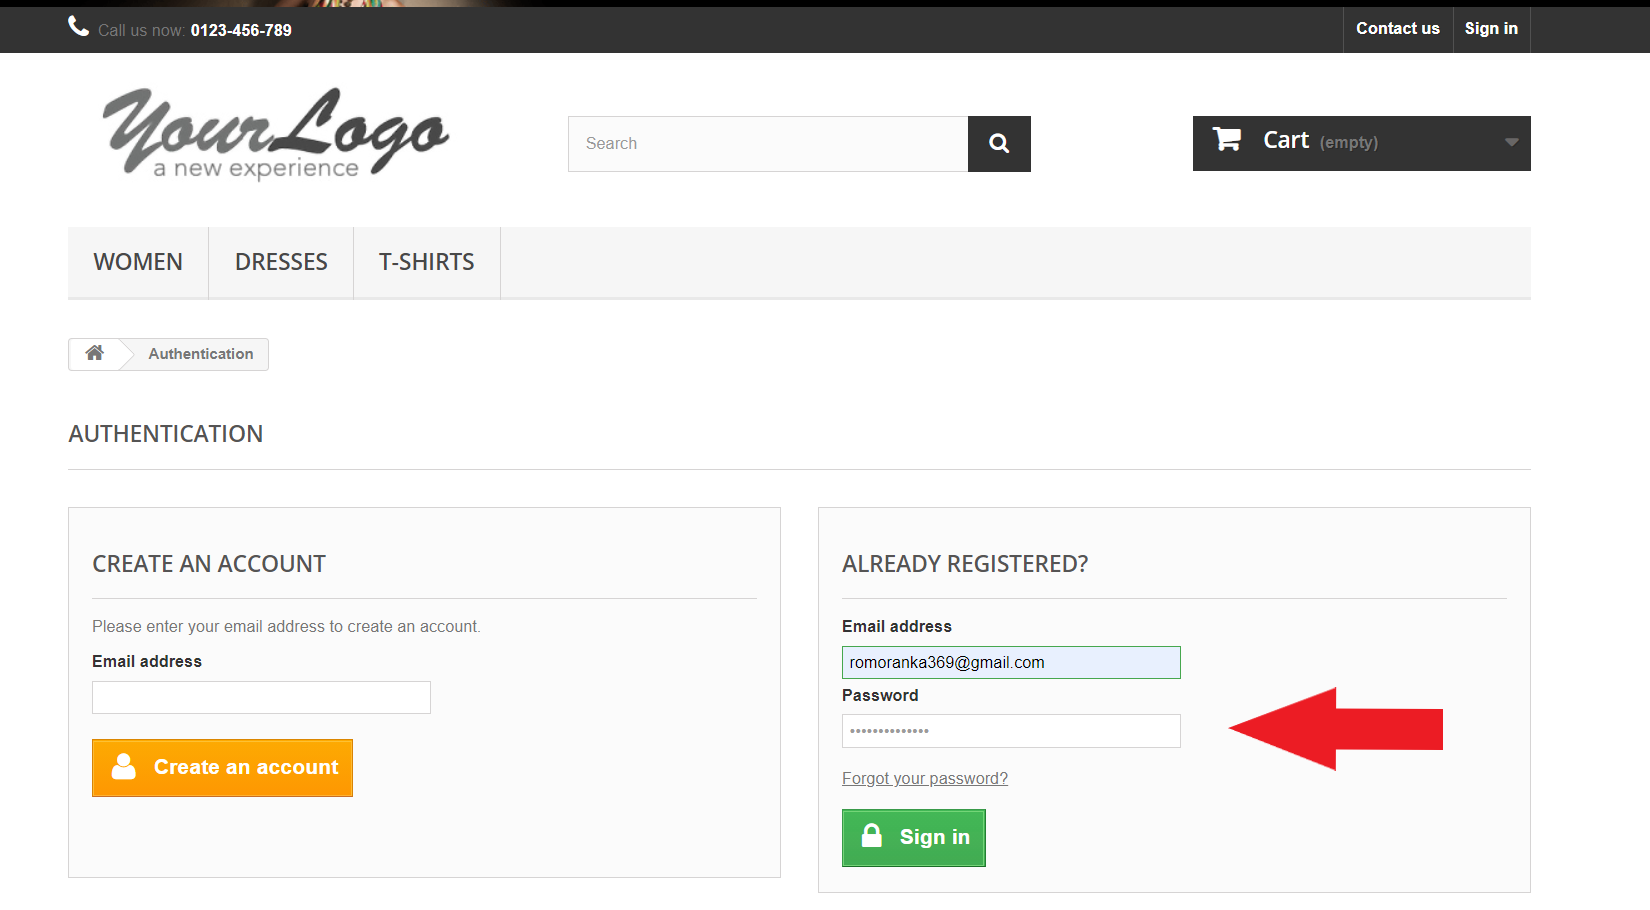 Call us now: 0123-456-789
Contact us
Sign in
YourLogo
a new experience
Search
Cart (empty)
WOMEN
DRESSES
T-SHIRTS
Authentication
AUTHENTICATION
CREATE AN ACCOUNT
Please enter your email address to create an account.
Email address
Create an account
ALREADY REGISTERED?
Email address
romoranka369@gmail.com
Password
••••••••••••••
Forgot your password?
Sign in